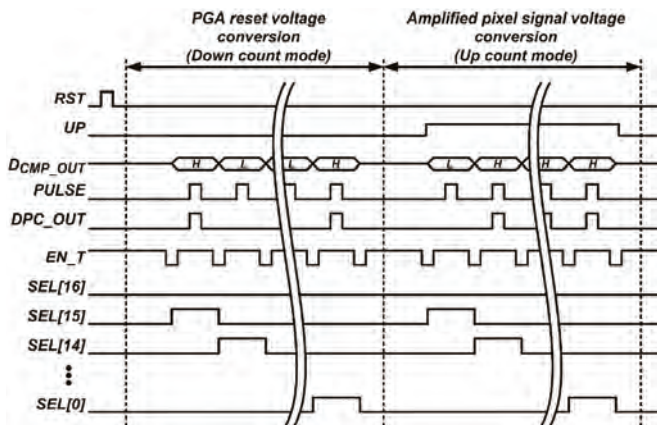 PGA reset voltage
conversion
(Down count mode)
Amplified pixel signal voltage
conversion
(Up count mode)
RST
UP
DCMP_OUT
H L L H L H H H
PULSE
DPC_OUT
EN_T
SEL[16]
SEL[15]
SEL[14]
SEL[0]